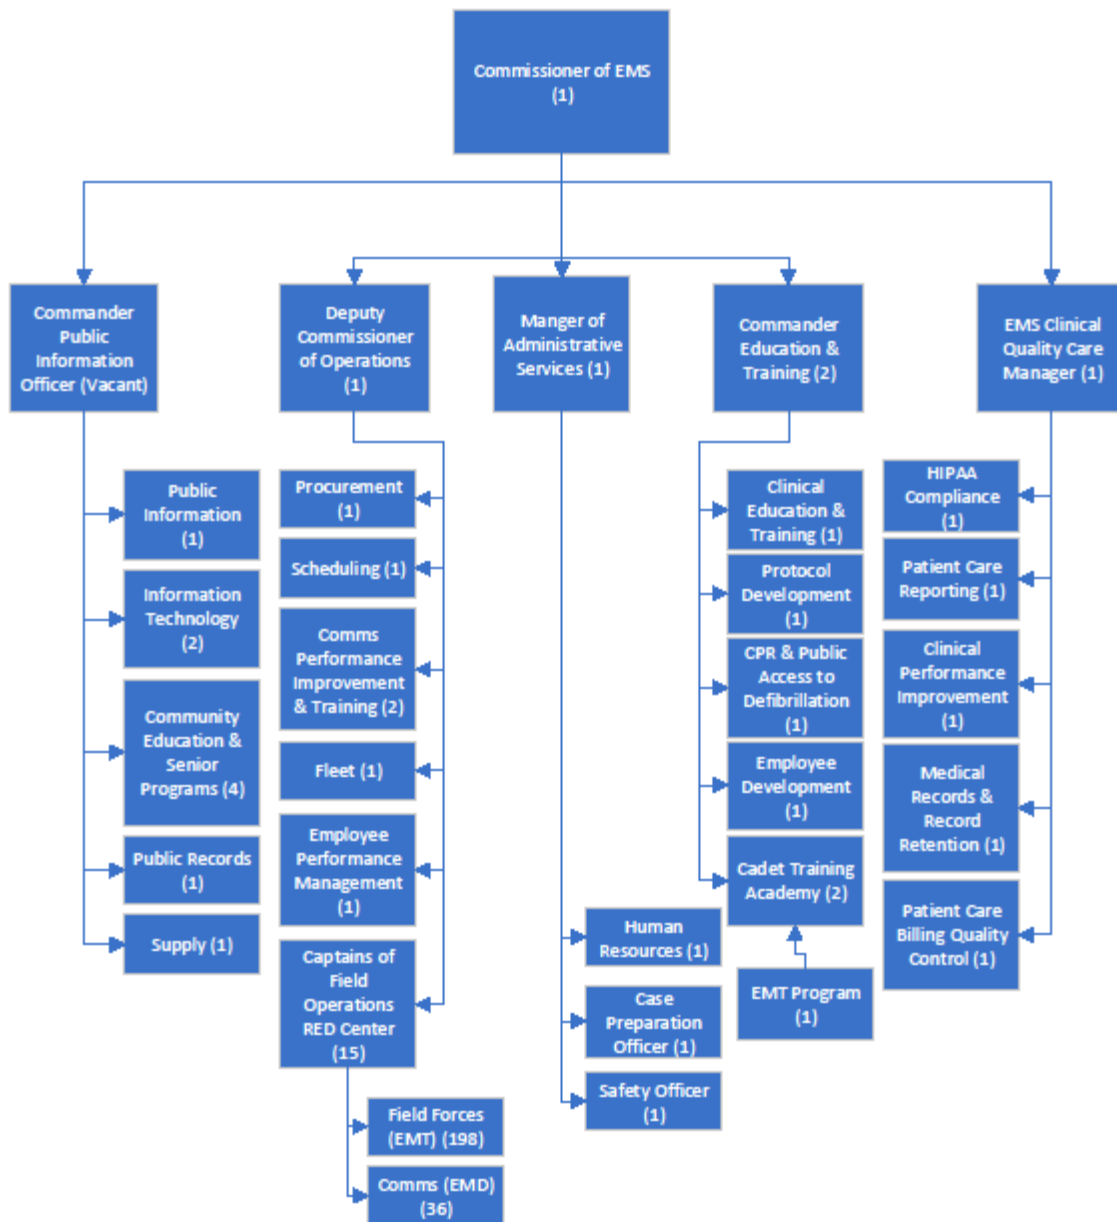 Commissioner of EMS
(1)
Commander
Public
Information
Officer (Vacant)
Deputy
Commissioner
of Operations
(1)
Manger of
Administrative
Services (1)
Commander
Education &
Training (2)
EMS Clinical
Quality Care
Manager (1)
Public
Information
(1)
Information
Technology
(2)
Community
Education &
Senior
Programs (4)
Public Records
(1)
Supply (1)
Procurement
(1)
Scheduling (1)
Comms
Performance
Improvement
& Training (2)
Fleet (1)
Employee
Performance
Management
(1)
Captains of
Field
Operations
RED Center
(15)
Field Forces
(EMT) (198)
Comms (EMD)
(36)
Human
Resources (1)
Case
Preparation
Officer (1)
Safety Officer
(1)
Clinical
Education &
Training (1)
Protocol
Development
(1)
CPR & Public
Access to
Defibrillation
(1)
Employee
Development
(1)
Cadet Training
Academy (2)
EMT Program
(1)
HIPAA
Compliance
(1)
Patient Care
Reporting (1)
Clinical
Performance
Improvement
(1)
Medical
Records &
Record
Retention (1)
Patient Care
Billing Quality
Control (1)